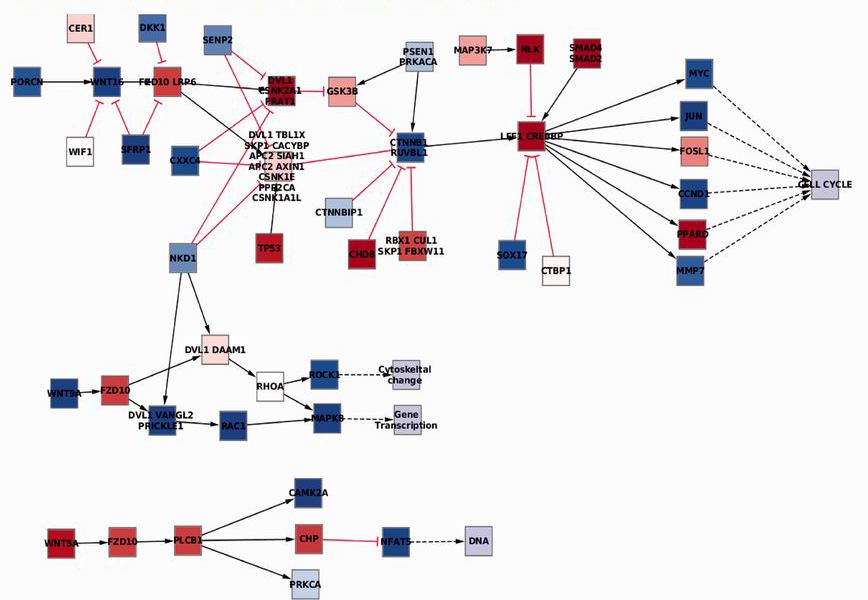 CER1
DKK1
SENP2
PORCN
WNT16
FZD10 LRP6
WIF1
SFRP1
CXXC4
DVL1
CSNK2A1
FRAT1
GSK3B
PSEN1
PRKACA
DVL1 TBL1X
SKP1 CACYBP
APC2 SIAH1
APC2 AXIN1
CSNK1E
PPP2CA
CSNK1A1L
CTNNB1
RUVBL1
CTNNBIP1
TP53
CHD8
RBX1 CUL1
SKP1 FBXW11
NKD1
MAP3K7
NLK
SMAD4
SMAD2
LEF1 CREBBP
SOX17
CTBP1
MYC
JUN
FOSL1
CCND1
PPARD
MMP7
CELL CYCLE
DVL1 DAAM1
WNT9A
FZD10
DVL1 VANGL2
PRICKLE1
RHOA
ROCK1
RAC1
MAPK8
Cytoskeltal
change
Gene
Transcription
WNT5A
FZD10
PLCB1
CAMK2A
CHP
PRKCA
NFAT5
DNA